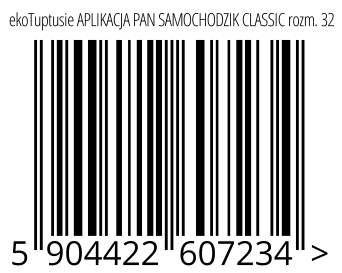 ekoTuptusie APLIKACJA PAN SAMOCHODZIK CLASSIC rozm. 32
5 904422 607234 >